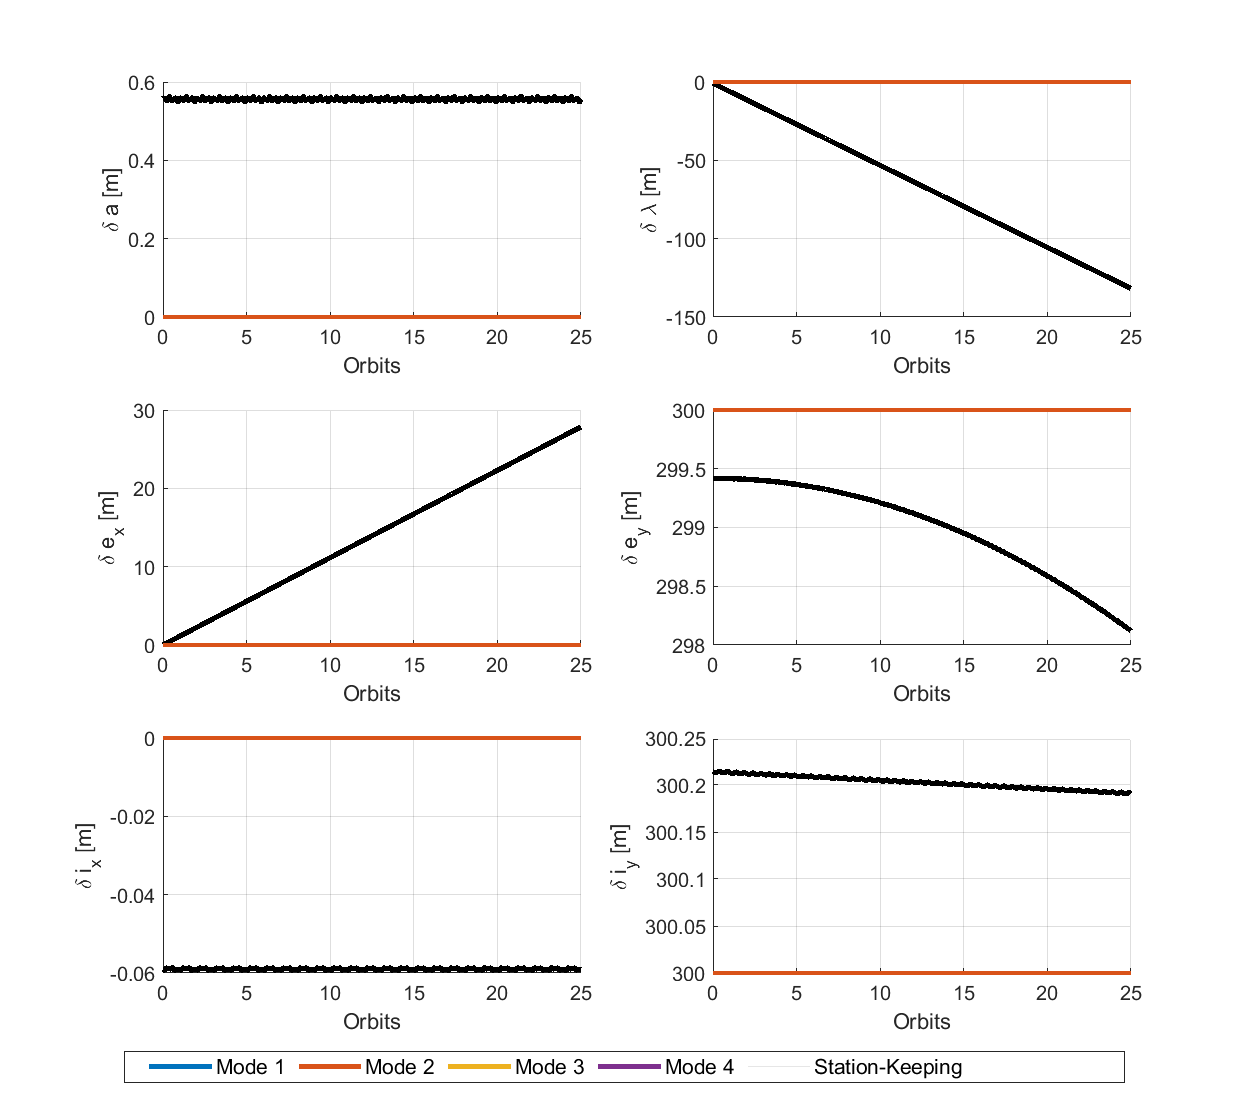 0.6
0.4
0.2
0
δ a [m]
0 5 10 15 20 25
Orbits
0
-50
-100
-150
δ λ [m]
0 5 10 15 20 25
Orbits
30
20
10
0
δ e_x [m]
0 5 10 15 20 25
Orbits
300
299.5
299
298.5
298
δ e_y [m]
0 5 10 15 20 25
Orbits
0
-0.02
-0.04
-0.06
δ i_x [m]
0 5 10 15 20 25
Orbits
300.25
300.2
300.15
300.1
300.05
300
δ i_y [m]
0 5 10 15 20 25
Orbits
Mode 1 Mode 2 Mode 3 Mode 4 Station-Keeping